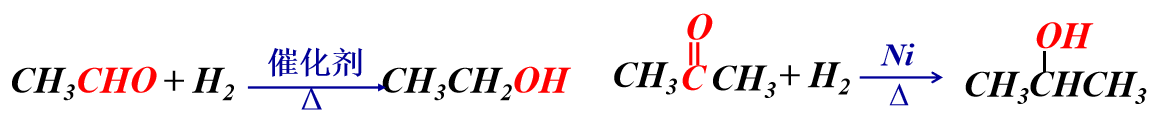 CH₃CHO + H₂ 催化剂 Δ CH₃CH₂OH
O
CH₃CCH₃ + H₂ Ni Δ
OH
CH₃CHCH₃